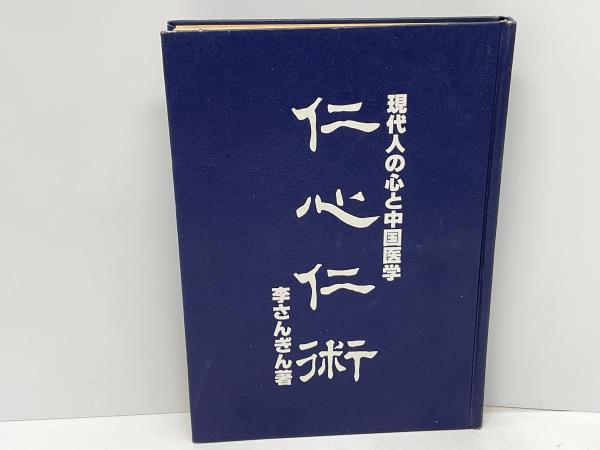 現代人の心と中国医学
仁心仁術
李さんぎん著